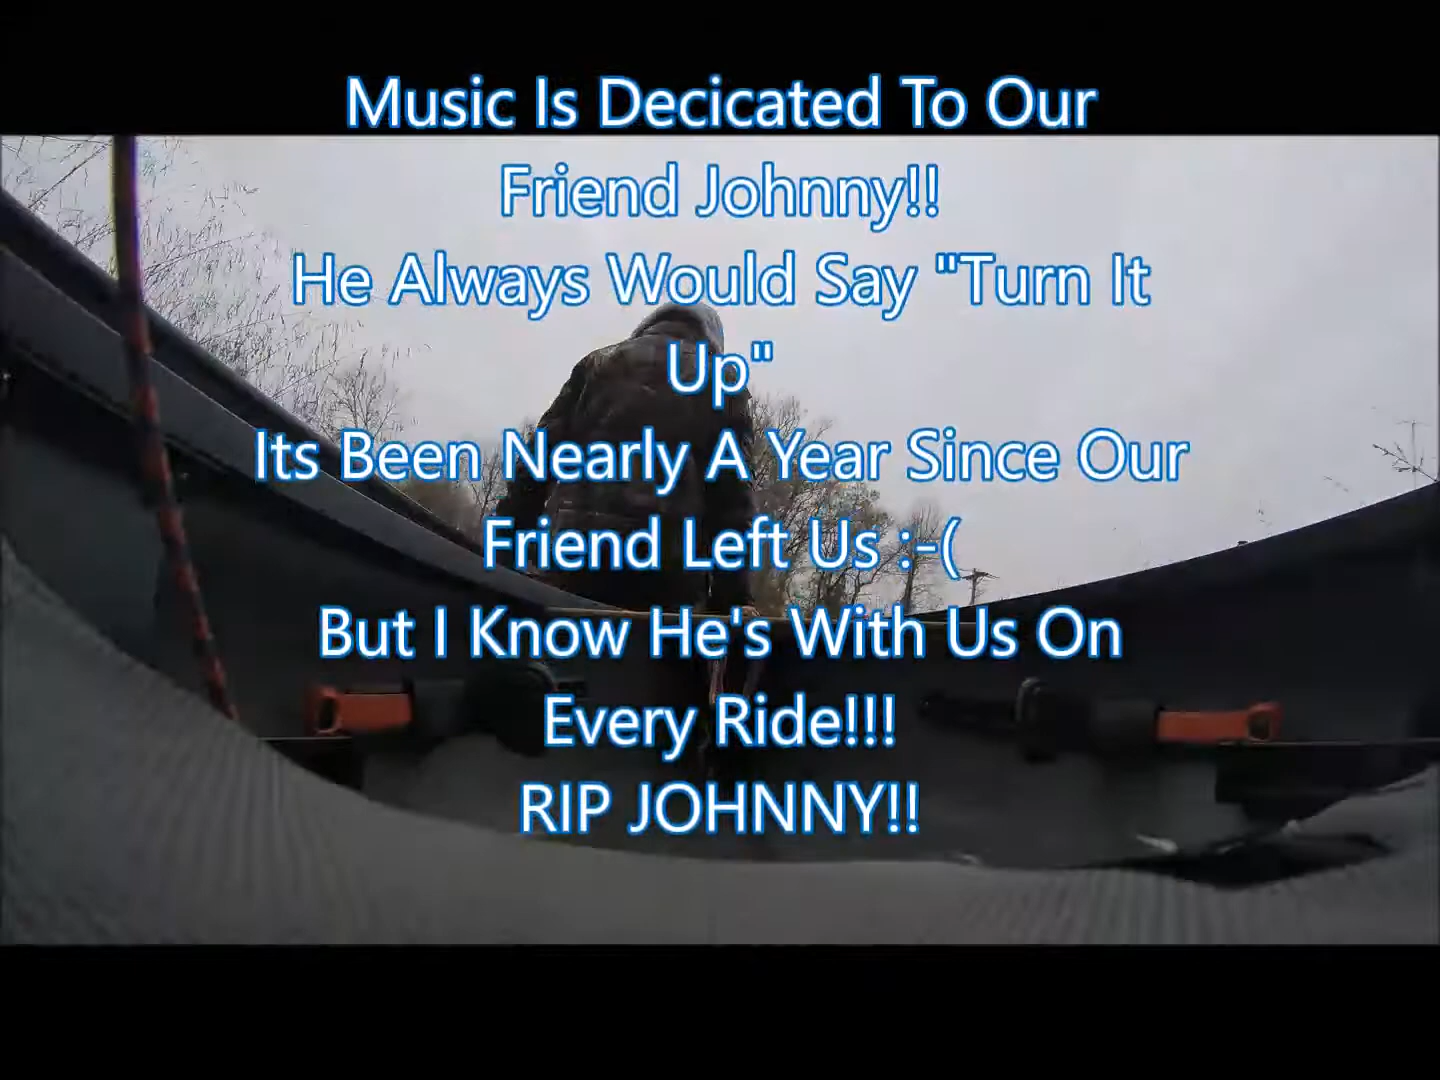 Music Is Decicated To Our
Friend Johnny!!
He Always Would Say "Turn It
Up"
Its Been Nearly A Year Since Our
Friend Left Us :-(
But I Know He's With Us On
Every Ride!!!
RIP JOHNNY!!